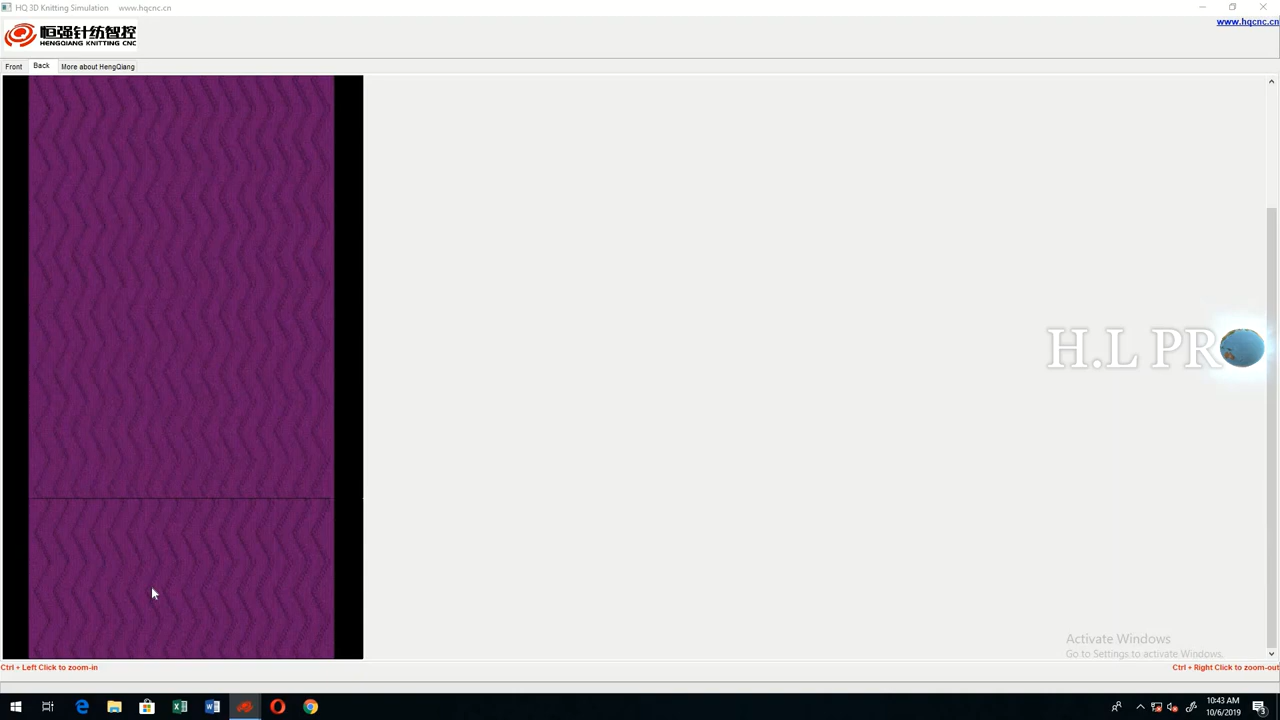 HQ 3D Knitting Simulation www.hqcnc.cn
www.hqcnc.cn
恒强针纺智控
HENGQIANG KNITTING CNC
Front Back More about HengQiang
H.L PR
Activate Windows
Go to Settings to activate Windows.
Ctrl + Left Click to zoom-in
Ctrl + Right Click to zoom-out
10:43 AM
10/6/2019
3